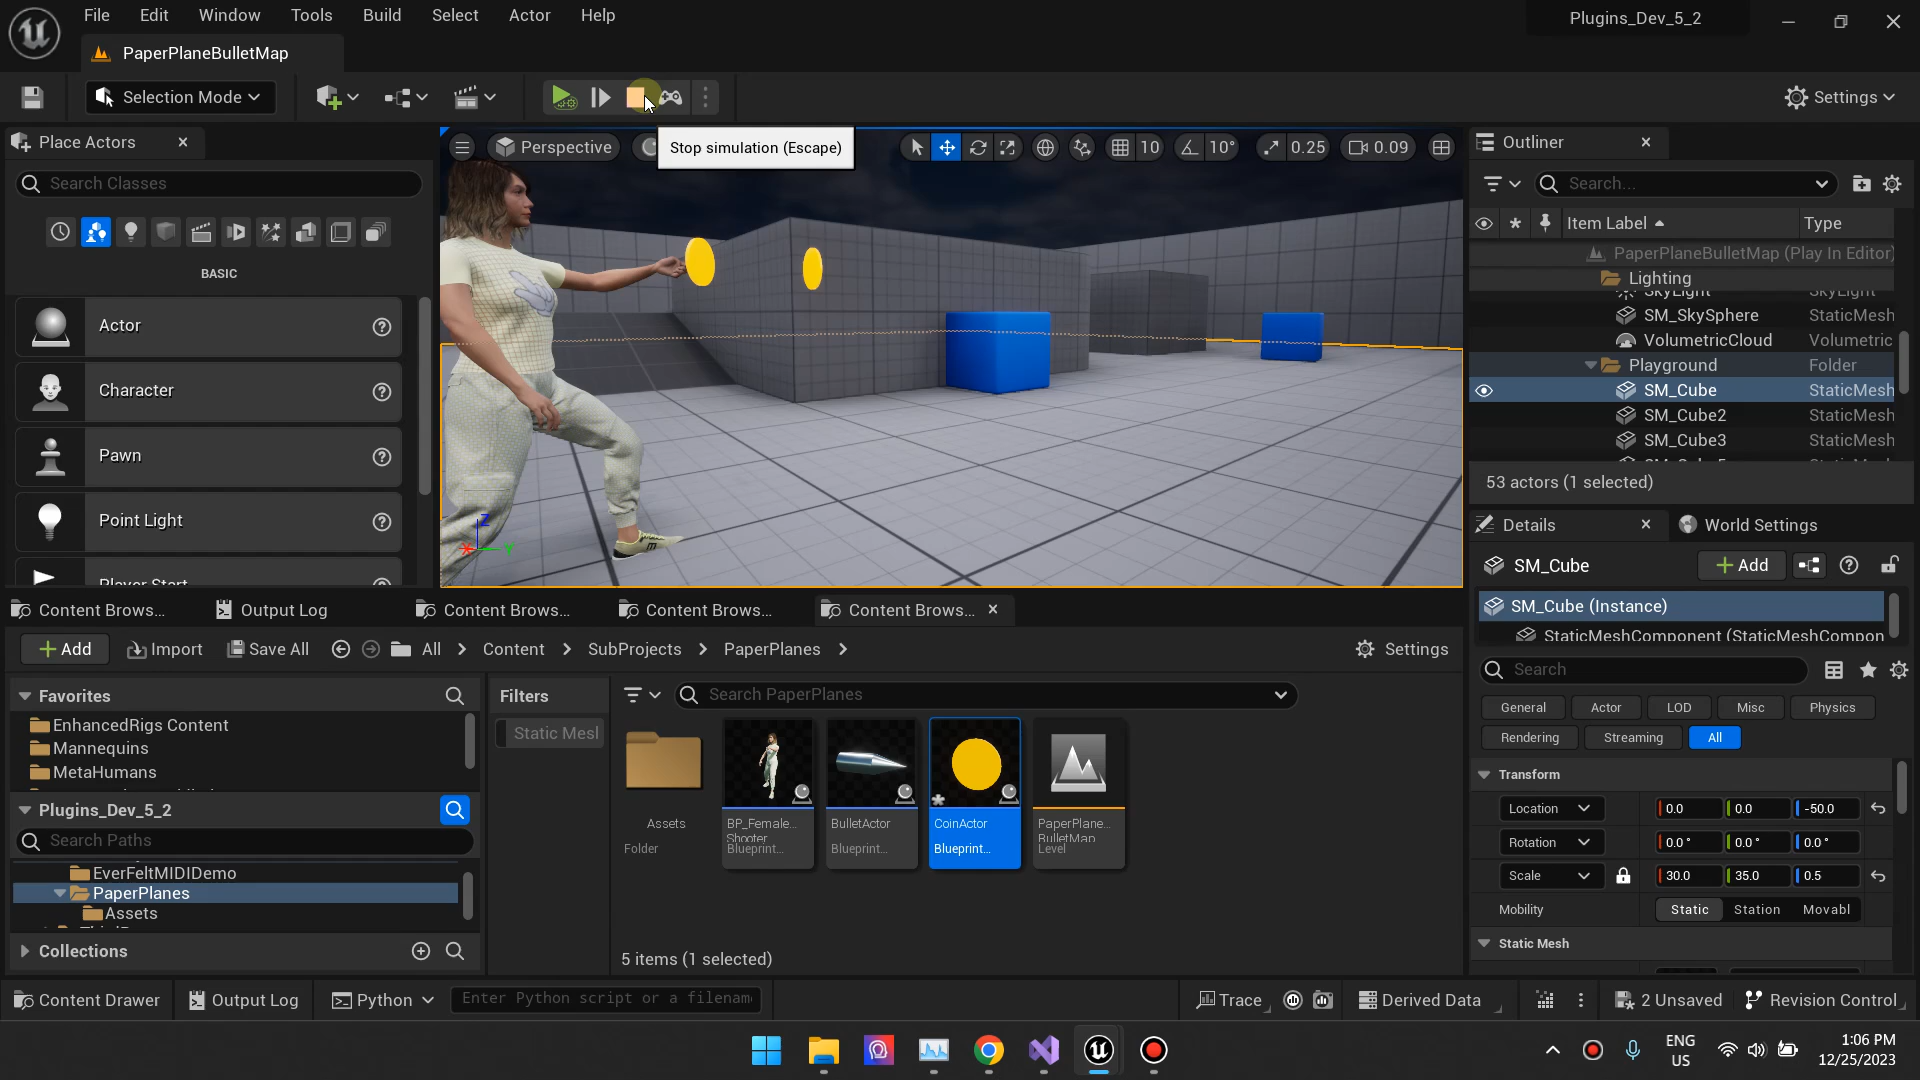 File Edit Window Tools Build Select Actor Help
Plugins_Dev_5_2
PaperPlaneBulletMap
Selection Mode
Settings
Place Actors
Search Classes
BASIC
Actor
Character
Pawn
Point Light
Player Start
Perspective
Stop simulation (Escape)
10
10°
0.25
0.09
Z
X
Y
Outliner
Search...
Item Label
Type
PaperPlaneBulletMap (Play In Editor)
Lighting
SkyLight SkyLight
SM_SkySphere StaticMesh
VolumetricCloud Volumetric
Playground Folder
SM_Cube StaticMesh
SM_Cube2 StaticMesh
SM_Cube3 StaticMesh
53 actors (1 selected)
Details
World Settings
SM_Cube
Add
SM_Cube (Instance)
StaticMeshComponent (StaticMeshCompon
Search
General Actor LOD Misc Physics
Rendering Streaming All
Transform
Location 0.0 0.0 -50.0
Rotation 0.0° 0.0° 0.0°
Scale 30.0 35.0 0.5
Mobility Static Station Movabl
Static Mesh
Content Brows... Output Log Content Brows... Content Brows... Content Brows...
Add Import Save All All Content SubProjects PaperPlanes Settings
Favorites
EnhancedRigs Content
Mannequins
MetaHumans
Plugins_Dev_5_2
Search Paths
EverFeltMIDIDemo
PaperPlanes
Assets
Collections
Filters
Static Mesl
Search PaperPlanes
Assets
Folder
BP_Female...
Shooter
Blueprint...
BulletActor
Blueprint...
CoinActor
Blueprint...
PaperPlane...
BulletMap
Level
5 items (1 selected)
Content Drawer Output Log Python Enter Python script or a filenam
Trace Derived Data 2 Unsaved Revision Control
ENG
US
1:06 PM
12/25/2023